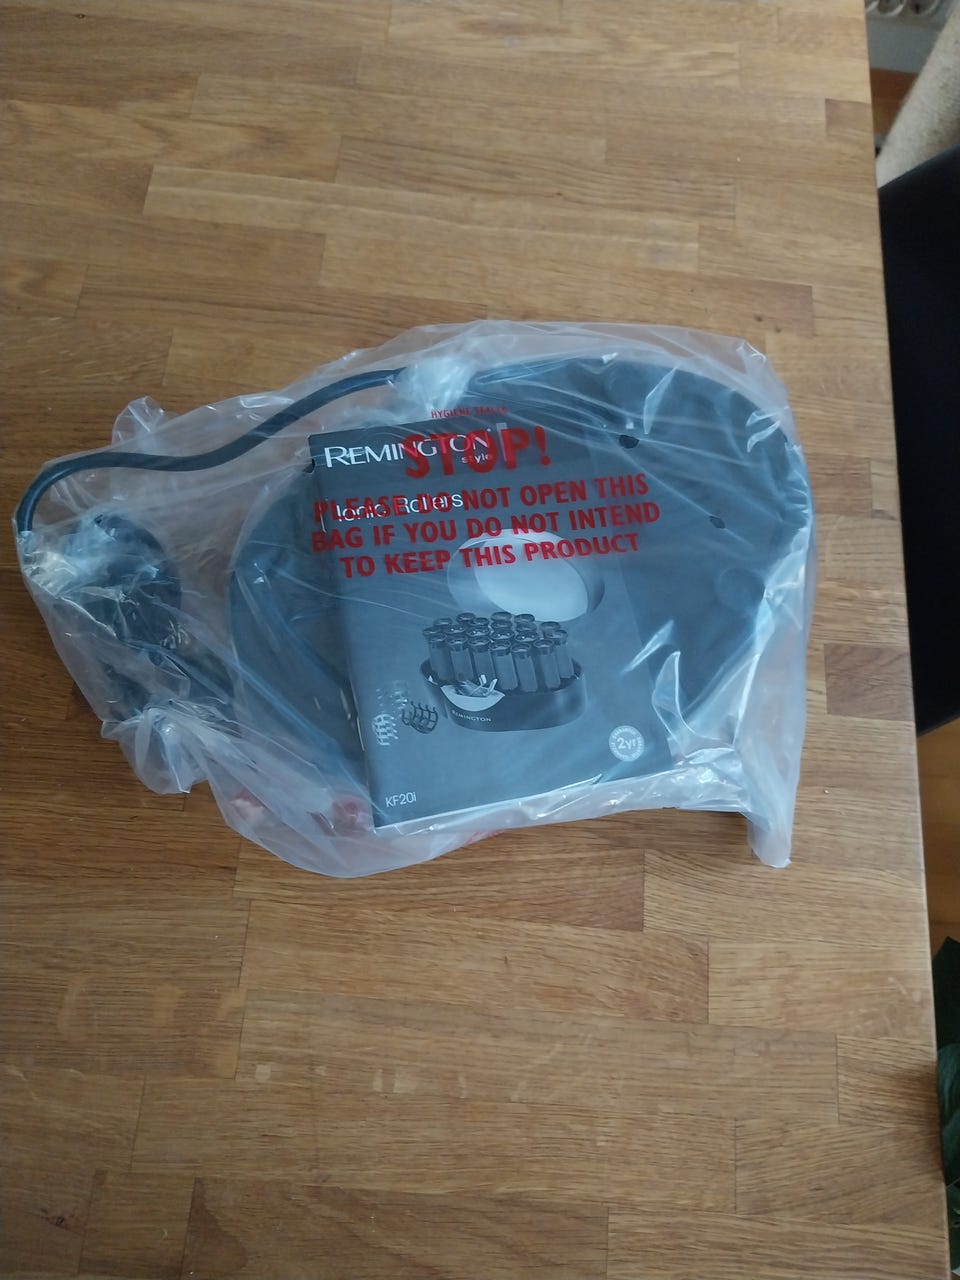 HYGIENE SEALED
STOP!
PLEASE DO NOT OPEN THIS
BAG IF YOU DO NOT INTEND
TO KEEP THIS PRODUCT
REMINGTON
style
Ionic Rollers
REMINGTON
2yr
KF20i